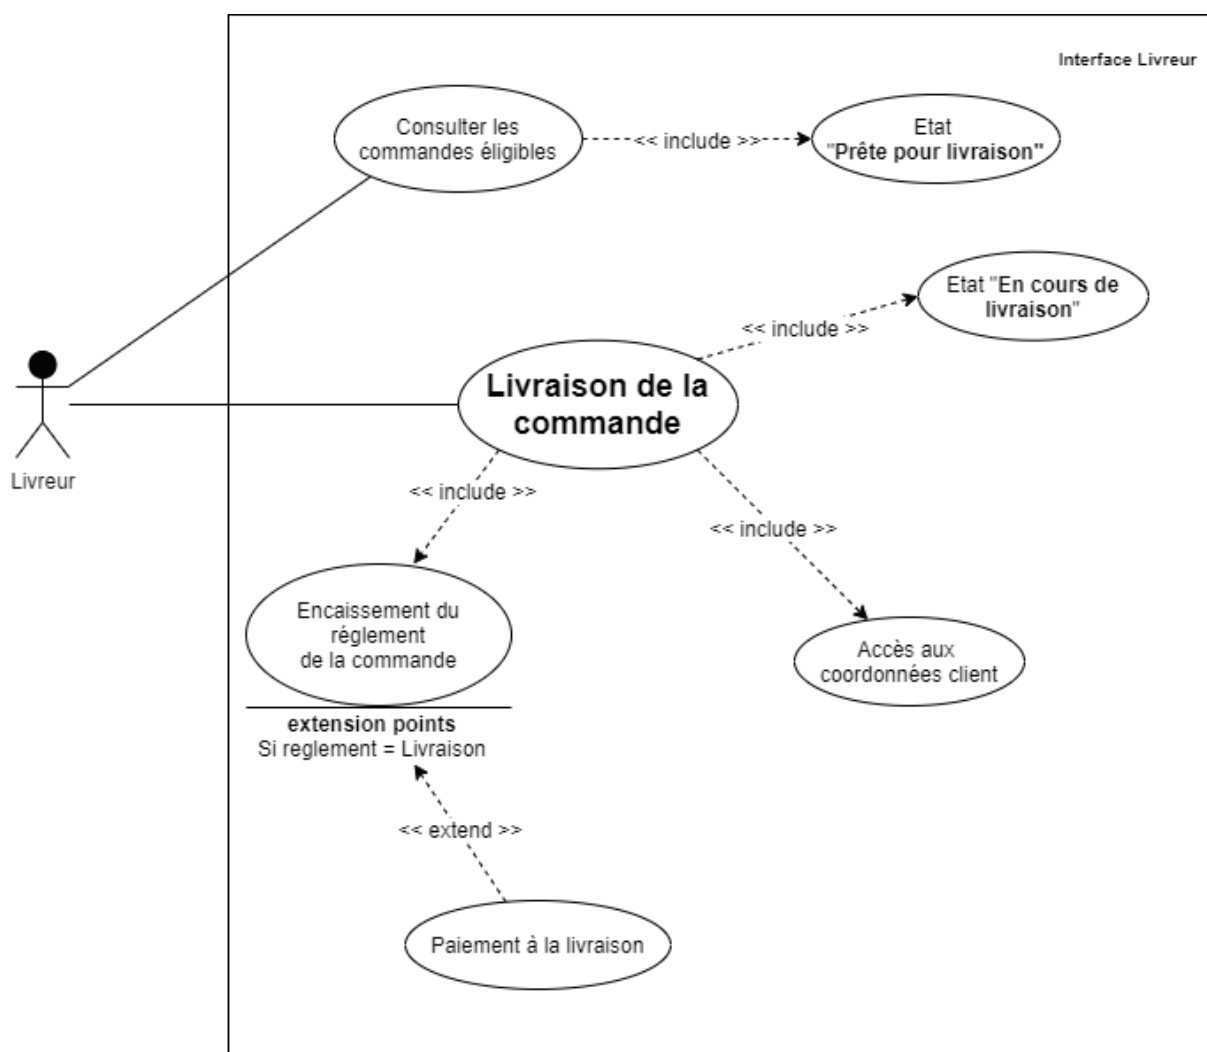 Interface Livreur
Consulter les
commandes éligibles
<< include >>
Etat
"Prête pour livraison"
Etat "En cours de
livraison"
<< include >>
Livraison de la
commande
Livreur
<< include >>
<< include >>
Encaissement du
réglement
de la commande
Accès aux
coordonnées client
extension points
Si reglement = Livraison
<< extend >>
Paiement à la livraison